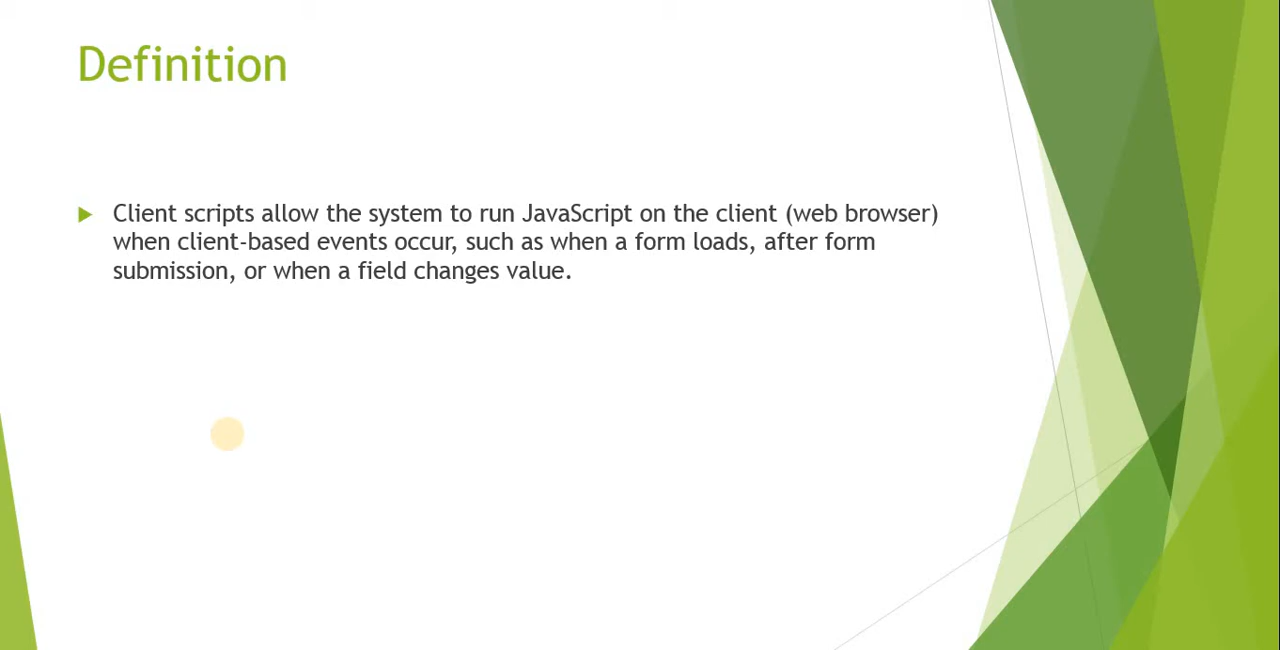 Definition
Client scripts allow the system to run JavaScript on the client (web browser)
when client-based events occur, such as when a form loads, after form
submission, or when a field changes value.